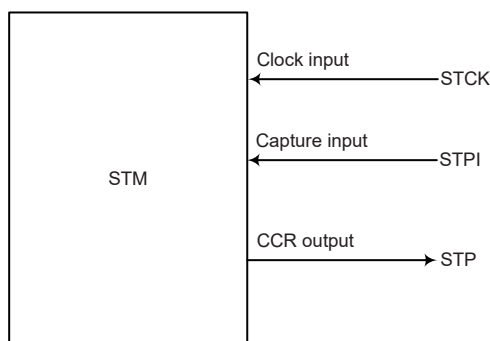 Clock input
STCK
Capture input
STPI
STM
CCR output
STP